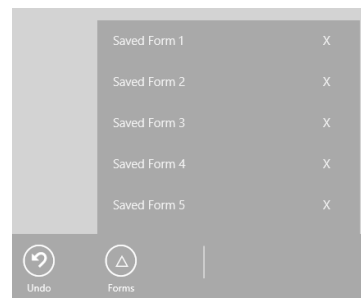 Saved Form 1 X
Saved Form 2 X
Saved Form 3 X
Saved Form 4 X
Saved Form 5 X
Undo Forms